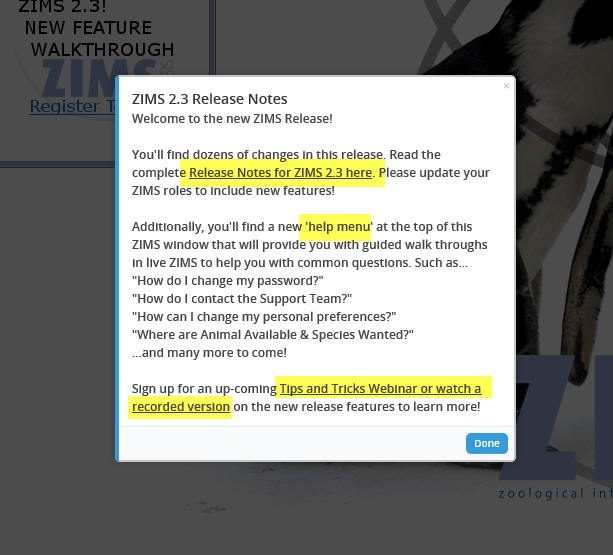 ZIMS 2.3!
NEW FEATURE
WALKTHROUGH
ZIMS
Register
×
ZIMS 2.3 Release Notes
Welcome to the new ZIMS Release!
You'll find dozens of changes in this release. Read the
complete Release Notes for ZIMS 2.3 here. Please update your
ZIMS roles to include new features!
Additionally, you'll find a new 'help menu' at the top of this
ZIMS window that will provide you with guided walk throughs
in live ZIMS to help you with common questions. Such as...
"How do I change my password?"
"How do I contact the Support Team?"
"How can I change my personal preferences?"
"Where are Animal Available & Species Wanted?"
...and many more to come!
Sign up for an up-coming Tips and Tricks Webinar or watch a
recorded version on the new release features to learn more!
Done
zoological